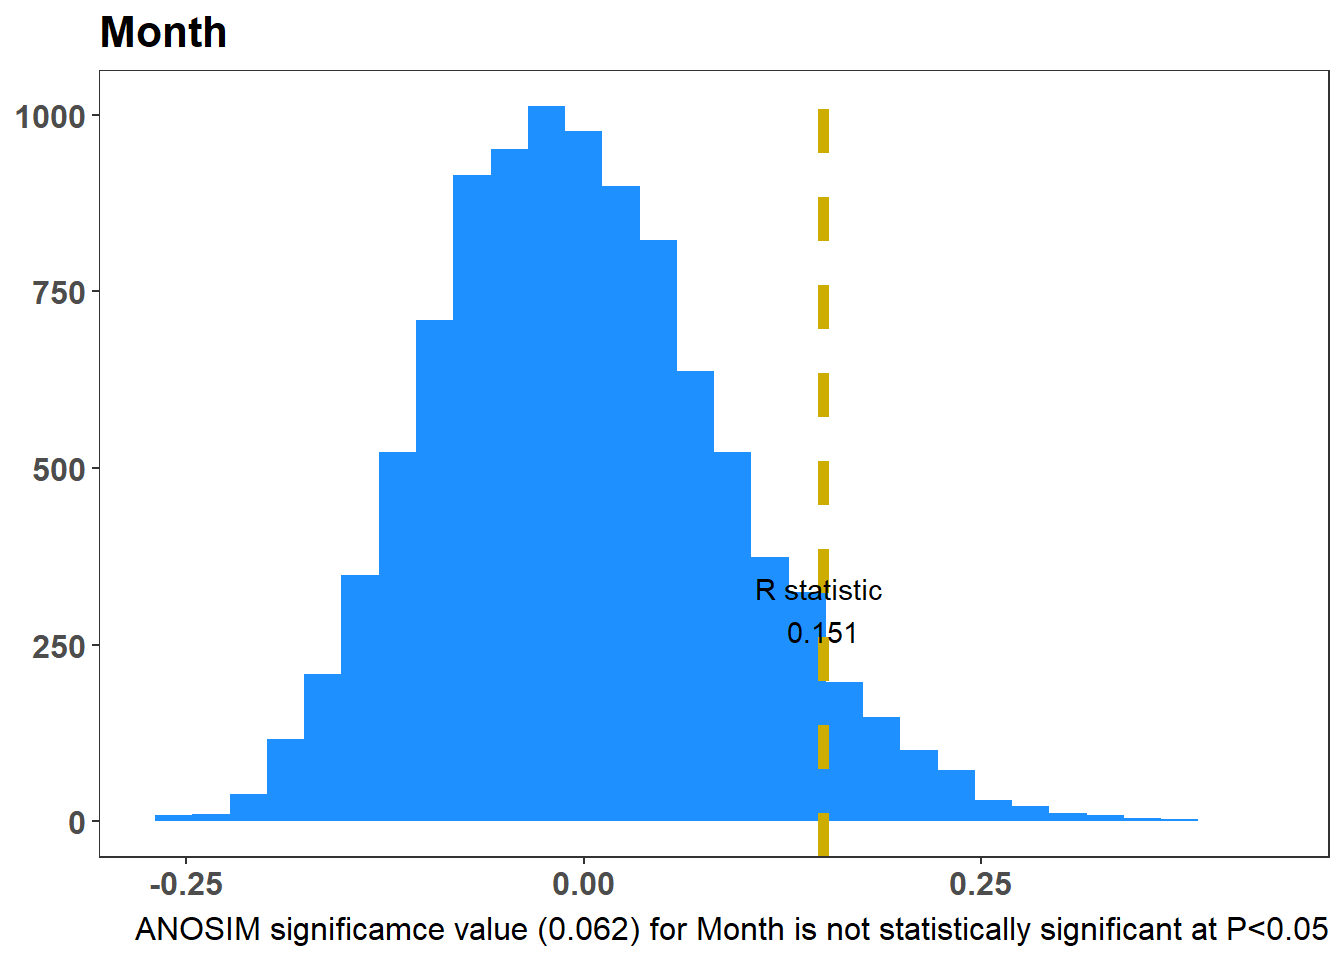 Month
1000
750
500
250
0
R statistic
0.151
-0.25 0.00 0.25
ANOSIM significamce value (0.062) for Month is not statistically significant at P<0.05